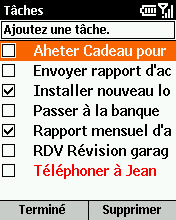 Tâches
Ajoutez une tâche.
Aheter Cadeau pour
Envoyer rapport d'ac
Installer nouveau lo
Passer à la banque
Rapport mensuel d'a
RDV Révision garag
Téléphoner à Jean
Terminé
Supprimer